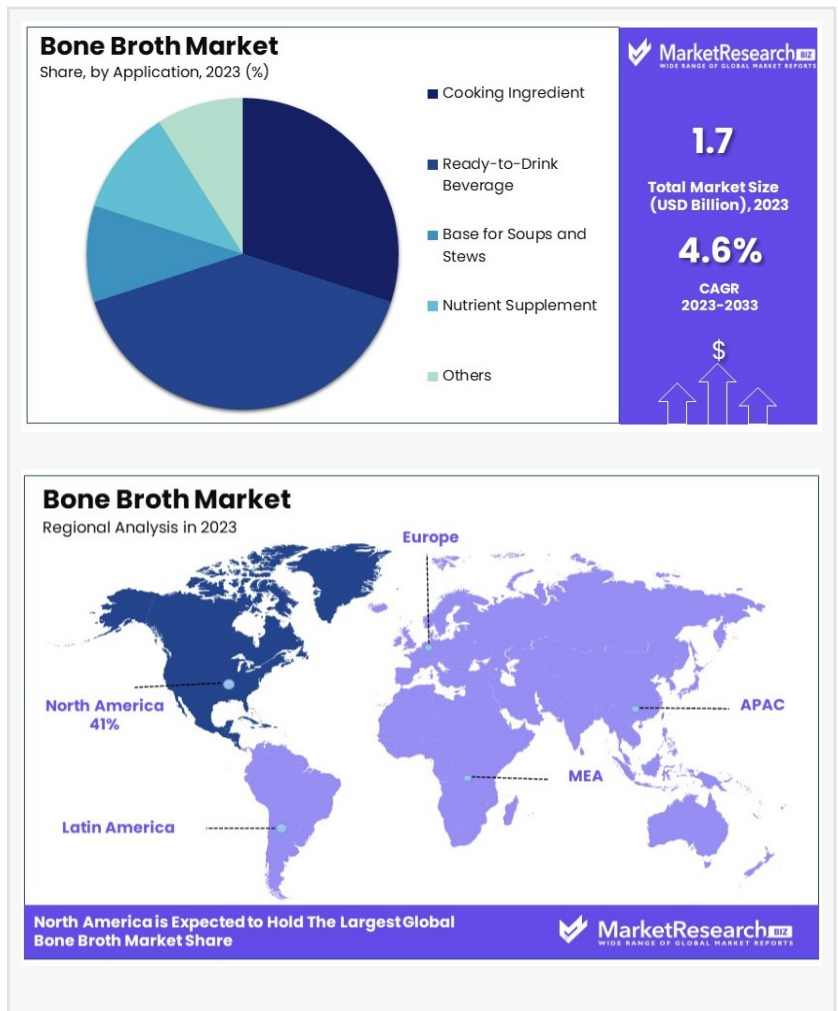 Bone Broth Market
Share, by Application, 2023 (%)
Cooking Ingredient
Ready-to-Drink
Beverage
Base for Soups and
Stews
Nutrient Supplement
Others
MarketResearch BIZ
WIDE RANGE OF GLOBAL MARKET REPORTS
1.7
Total Market Size
(USD Billion), 2023
4.6%
CAGR
2023-2033
$
Bone Broth Market
Regional Analysis in 2023
Europe
North America
41%
APAC
MEA
Latin America
North America is Expected to Hold The Largest Global
Bone Broth Market Share
MarketResearch BIZ
WIDE RANGE OF GLOBAL MARKET REPORTS